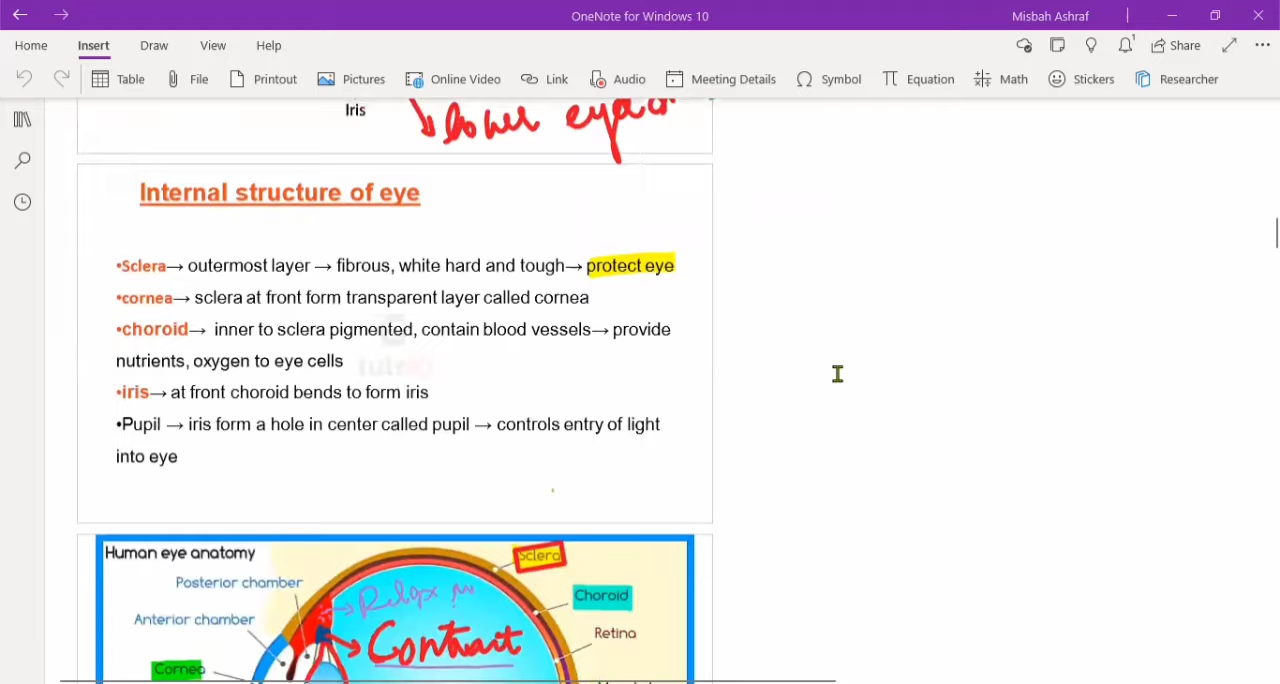 OneNote for Windows 10
Misbah Ashraf
Home Insert Draw View Help
1 Share
Table File Printout Pictures Online Video Link Audio Meeting Details Symbol Equation Math Stickers Researcher
Iris
lower
Internal structure of eye
•Sclera→ outermost layer → fibrous, white hard and tough→ protect eye
•cornea→ sclera at front form transparent layer called cornea
•choroid→ inner to sclera pigmented, contain blood vessels→ provide
nutrients, oxygen to eye cells
•iris→ at front choroid bends to form iris
•Pupil → iris form a hole in center called pupil → controls entry of light
into eye
Human eye anatomy
Sclera
Posterior chamber
Choroid
Relax
Anterior chamber
Contract
Retina
Cornea